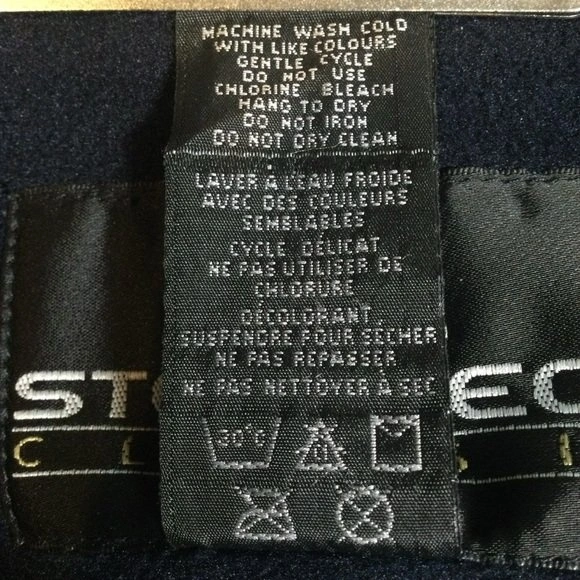 MACHINE WASH COLD
WITH LIKE COLOURS
GENTLE CYCLE
DO NOT USE
CHLORINE BLEACH
HANG TO DRY
DO NOT IRON
DO NOT DRY CLEAN
LAVER À L'EAU FROIDE
AVEC DES COULEURS
SEMBLABLES
CYCLE DÉLICAT
NE PAS UTILISER DE
CHLORURE
DÉCOLORANT
SUSPENDRE POUR SÉCHER
NE PAS REPASSER
NE PAS NETTOYER À SEC
30°C